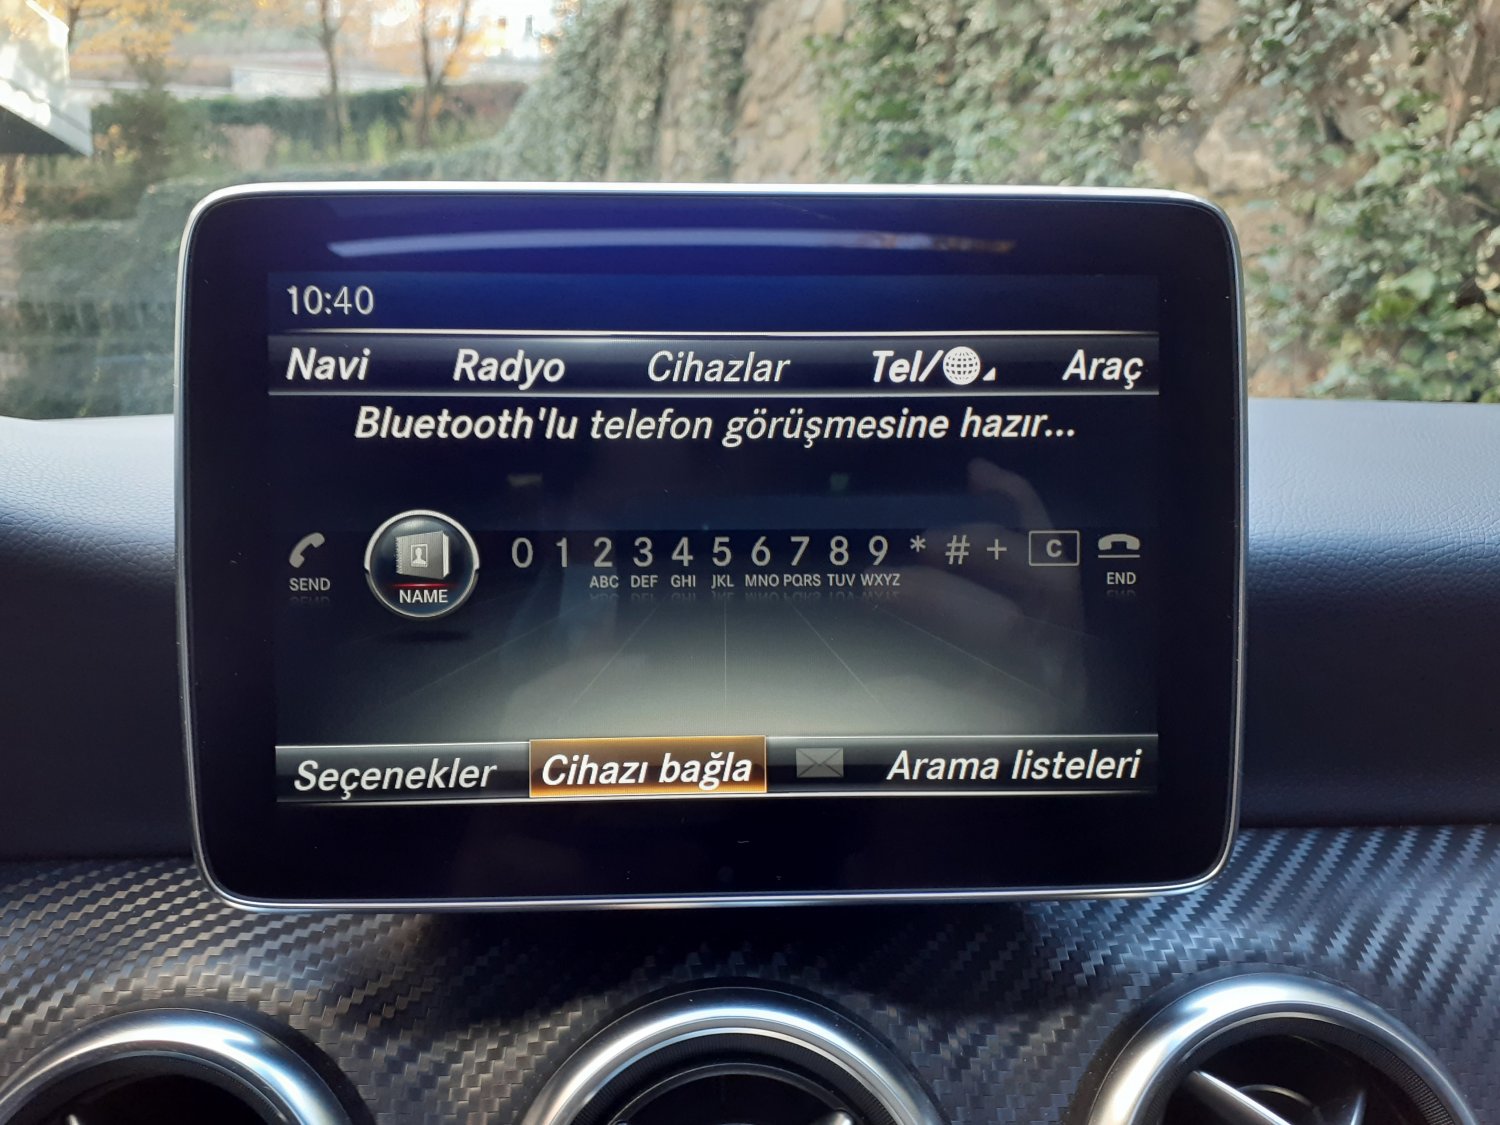 10:40
Navi Radyo Cihazlar Tel/ Araç
Bluetooth'lu telefon görüşmesine hazır...
0 1 2 3 4 5 6 7 8 9 * # + C
SEND NAME ABC DEF GHI JKL MNO PQRS TUV WXYZ END
Seçenekler Cihazı bağla Arama listeleri